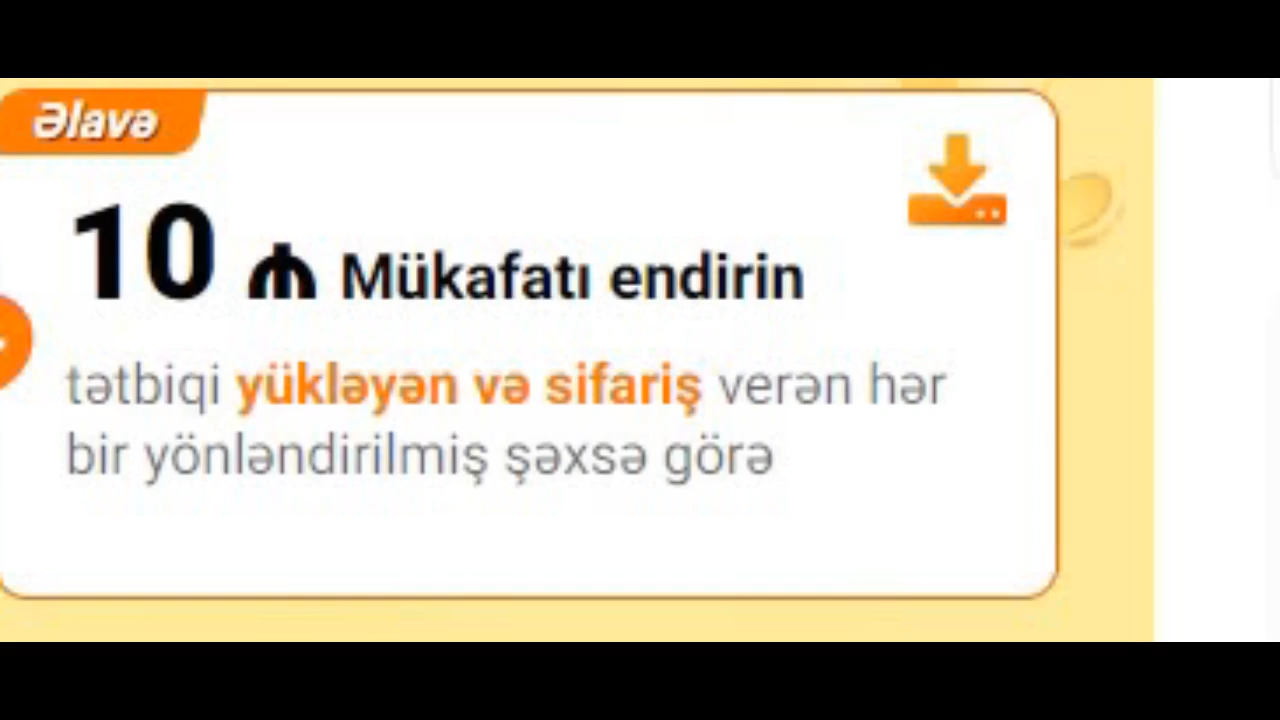 Əlavə
10 ₼ Mükafatı endirin
tətbiqi yükləyən və sifariş verən hər
bir yönləndirilmiş şəxsə görə